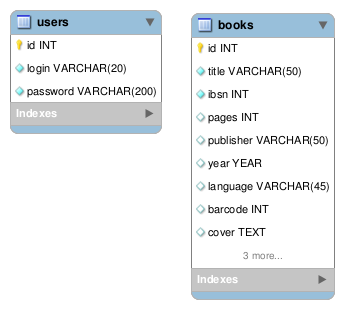 users
id INT
login VARCHAR(20)
password VARCHAR(200)
Indexes
books
id INT
title VARCHAR(50)
ibsn INT
pages INT
publisher VARCHAR(50)
year YEAR
language VARCHAR(45)
barcode INT
cover TEXT
3 more...
Indexes